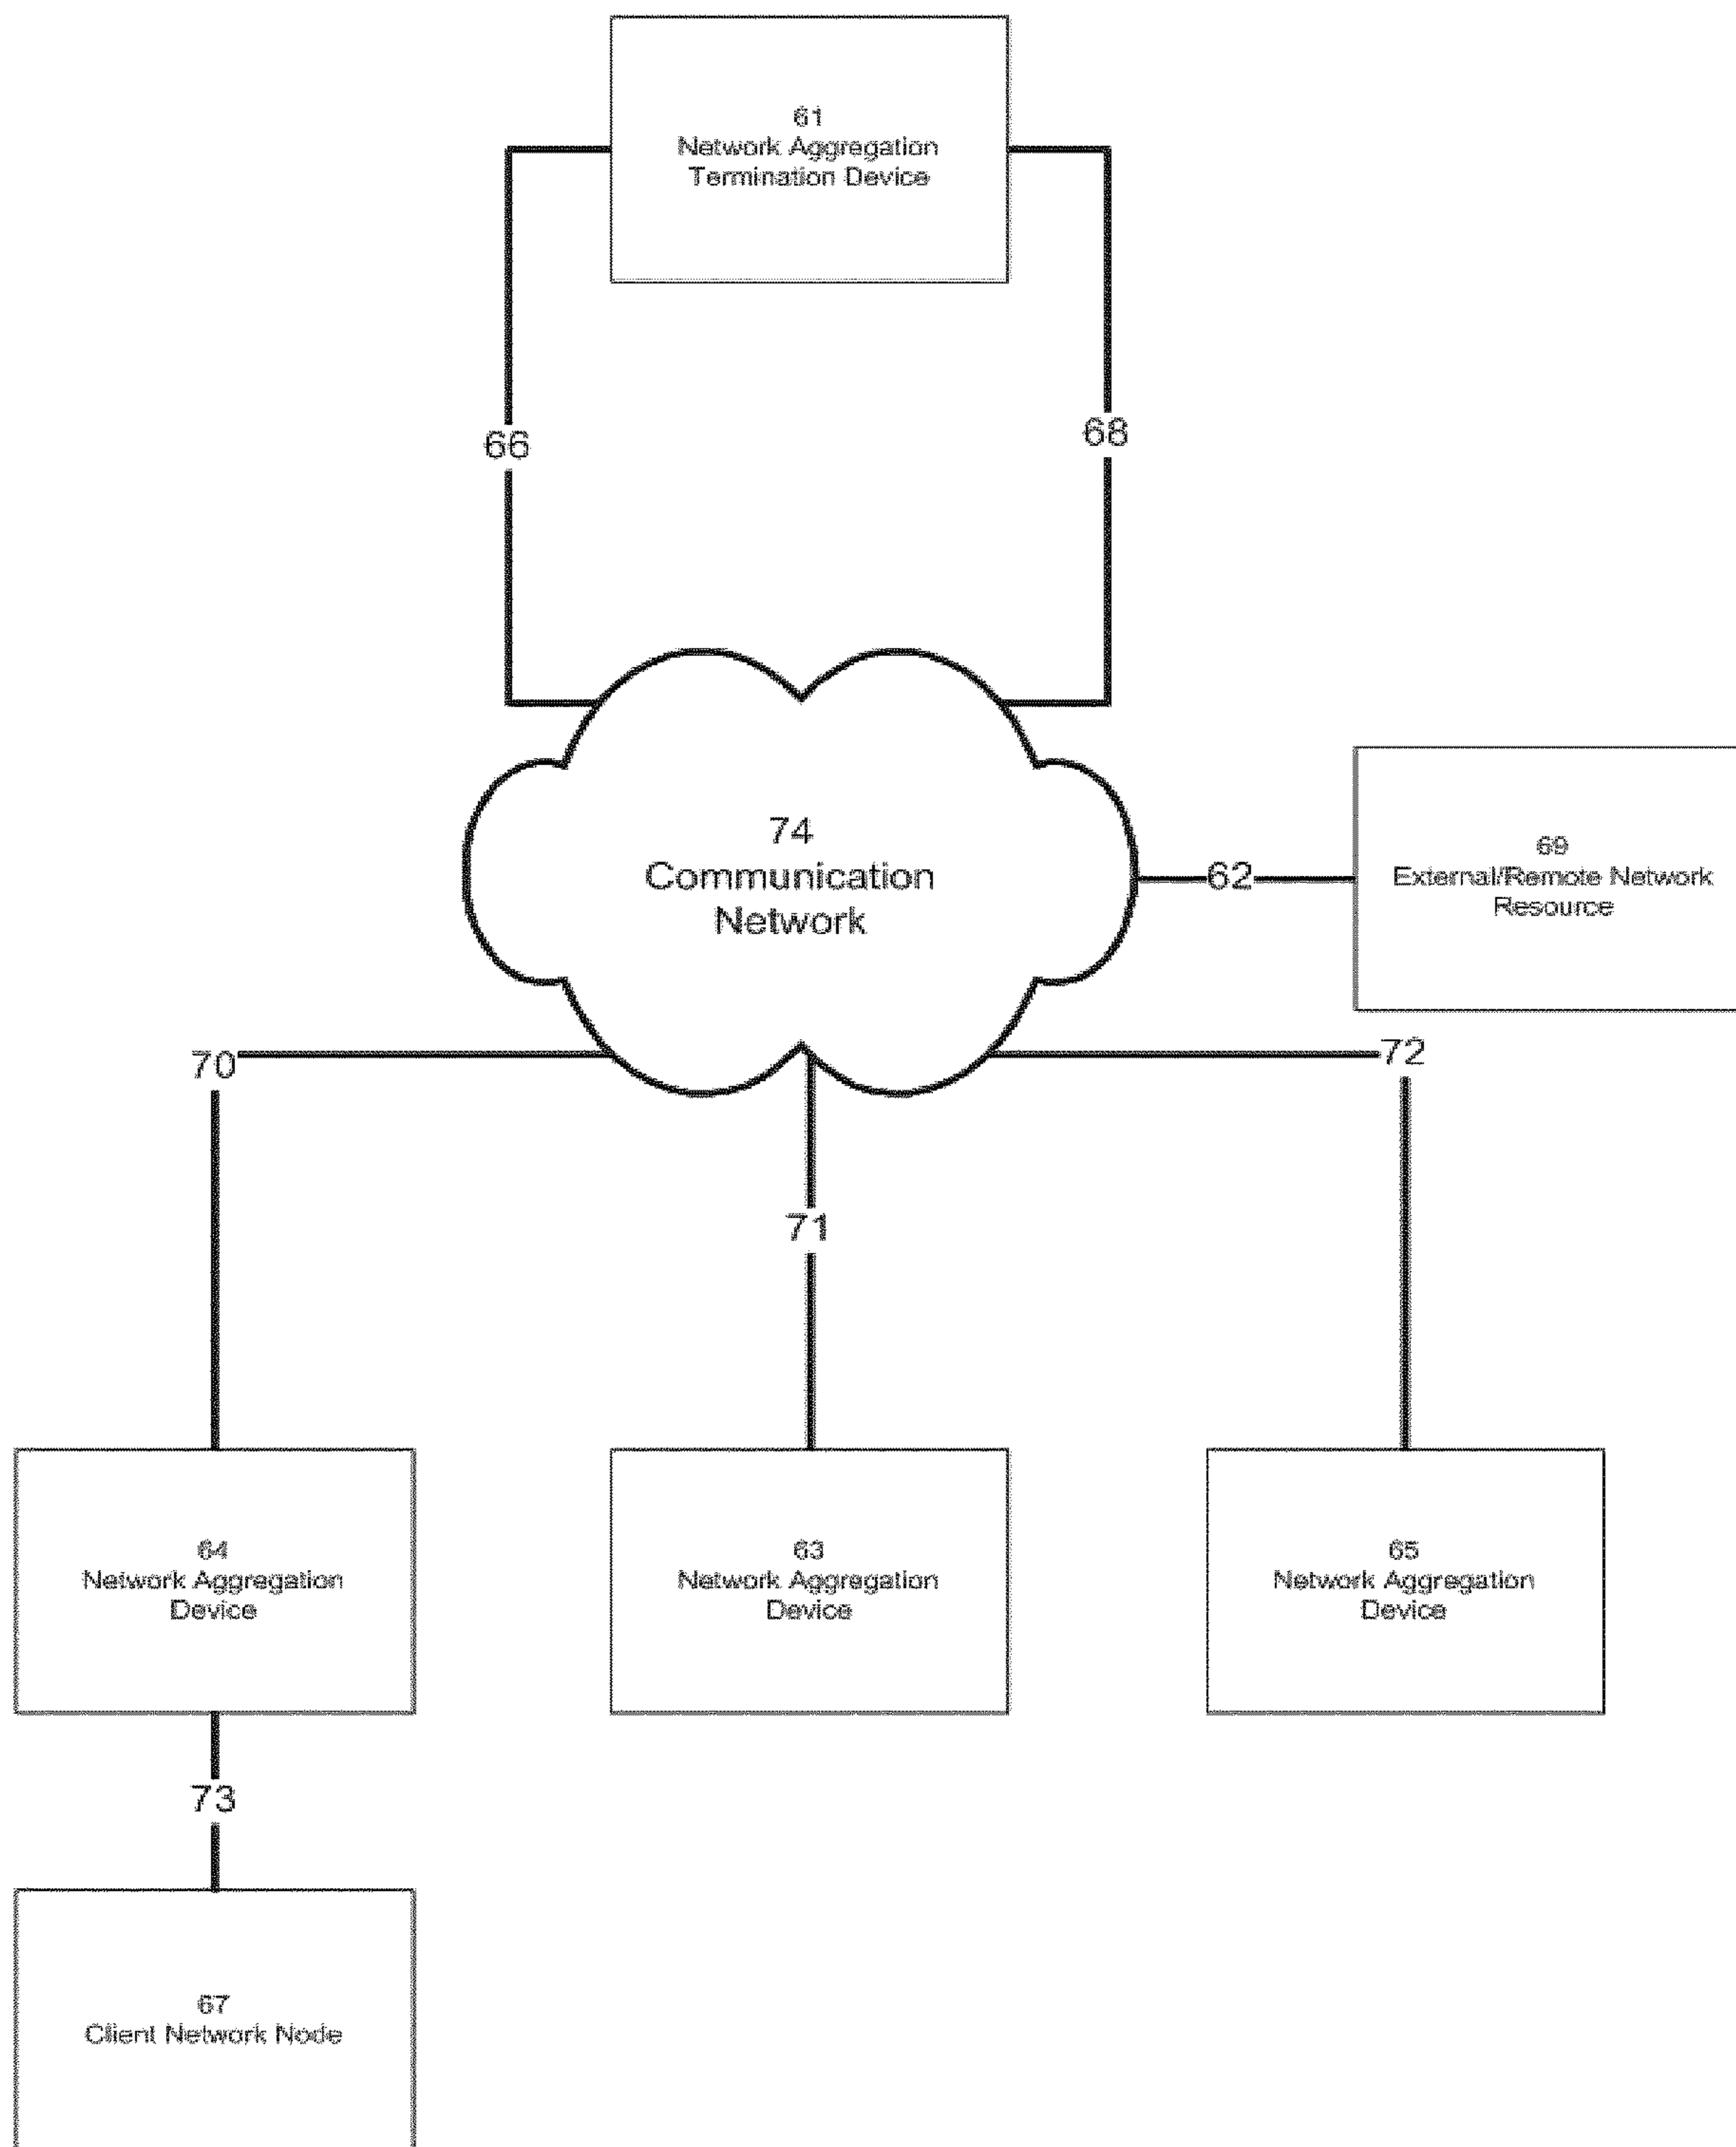 61
Network Aggregation
Termination Device
66
68
74
Communication
Network
62
69
External/Remote Network
Resource
70
72
71
64
Network Aggregation
Device
63
Network Aggregation
Device
65
Network Aggregation
Device
73
67
Client Network Node